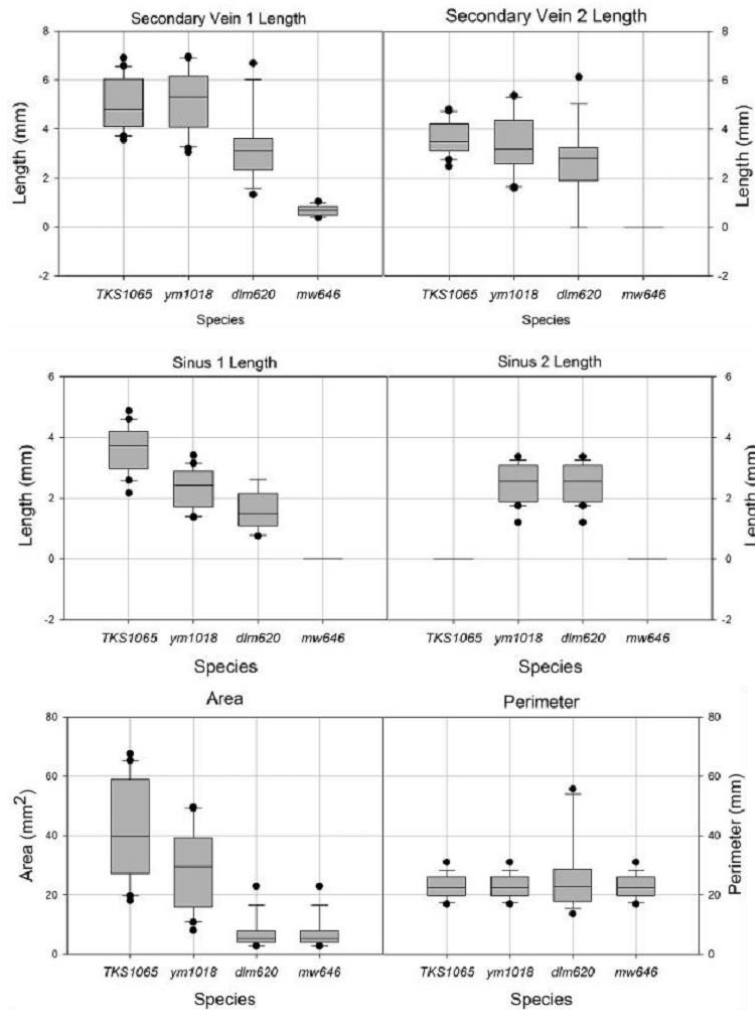 Secondary Vein 1 Length
Secondary Vein 2 Length
8
6
4
2
0
-2
Length (mm)
8
6
4
2
0
-2
Length (mm)
TKS1065 ym1018 dlm620 mw646
Species
TKS1065 ym1018 dlm620 mw646
Species
Sinus 1 Length
Sinus 2 Length
6
4
2
0
-2
Length (mm)
6
4
2
0
-2
Length (mm)
TKS1065 ym1018 dlm620 mw646
Species
TKS1065 ym1018 dlm620 mw646
Species
Area
Perimeter
80
60
40
20
0
Area (mm²)
80
60
40
20
0
Perimeter (mm)
TKS1065 ym1018 dlm620 mw646
Species
TKS1065 ym1018 dlm620 mw646
Species